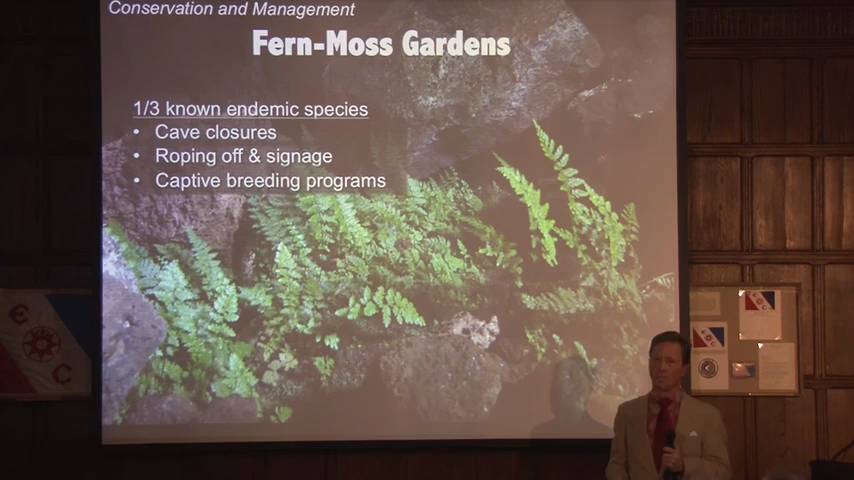 Conservation and Management
Fern-Moss Gardens
1/3 known endemic species
• Cave closures
• Roping off & signage
• Captive breeding programs
E
C